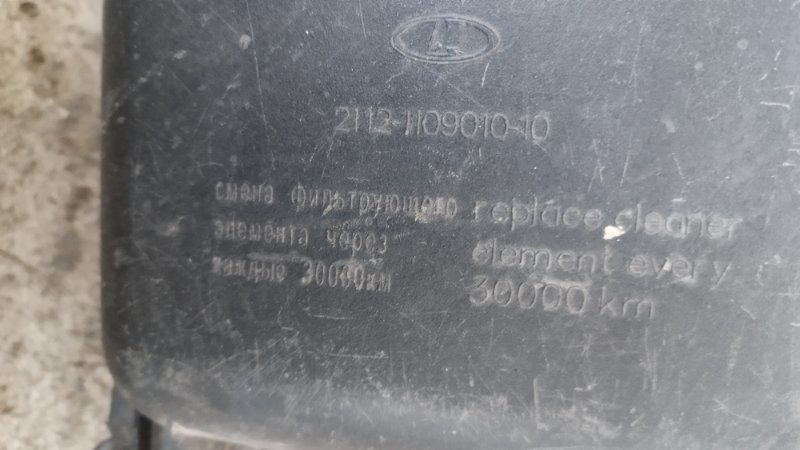 2112-1109010-10
смена фильтрующего
элемента через
каждые 30000км
replace cleaner
element every
30000 km